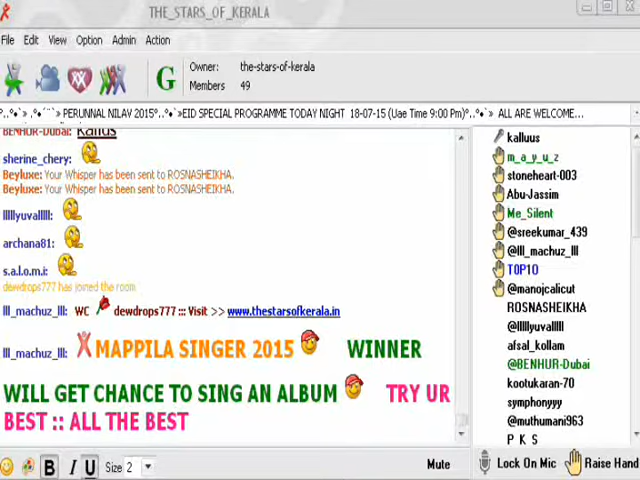 THE_STARS_OF_KERALA
File Edit View Option Admin Action
G
Owner: the-stars-of-kerala
Members 49
PERUNNAL NILAV 2015 EID SPECIAL PROGRAMME TODAY NIGHT 18-07-15 (Uae Time 9:00 Pm) ALL ARE WELCOME...
BENHUR-Dubai: Kallus
sherine_chery:
Beyluxe: Your Whisper has been sent to ROSNASHEIKHA.
Beyluxe: Your Whisper has been sent to ROSNASHEIKHA.
lllllyuvalllll:
archana81:
s.a.l.o.m.i:
dewdrops777 has joined the room
lll_machuz_lll: WC dewdrops777 ::: Visit >> www.thestarsofkerala.in
lll_machuz_lll: MAPPILA SINGER 2015 WINNER
WILL GET CHANCE TO SING AN ALBUM TRY UR
BEST :: ALL THE BEST
kalluus
m_a_y_u_z
stoneheart-003
Abu-Jassim
Me_Silent
@sreekumar_439
@lll_machuz_lll
T0P10
@manojcalicut
ROSNASHEIKHA
@lllllyuvalllll
afsal_kollam
@BENHUR-Dubai
kootukaran-70
symphonyyy
@muthumani963
P K S
B I U Size 2 Mute Lock On Mic Raise Hand